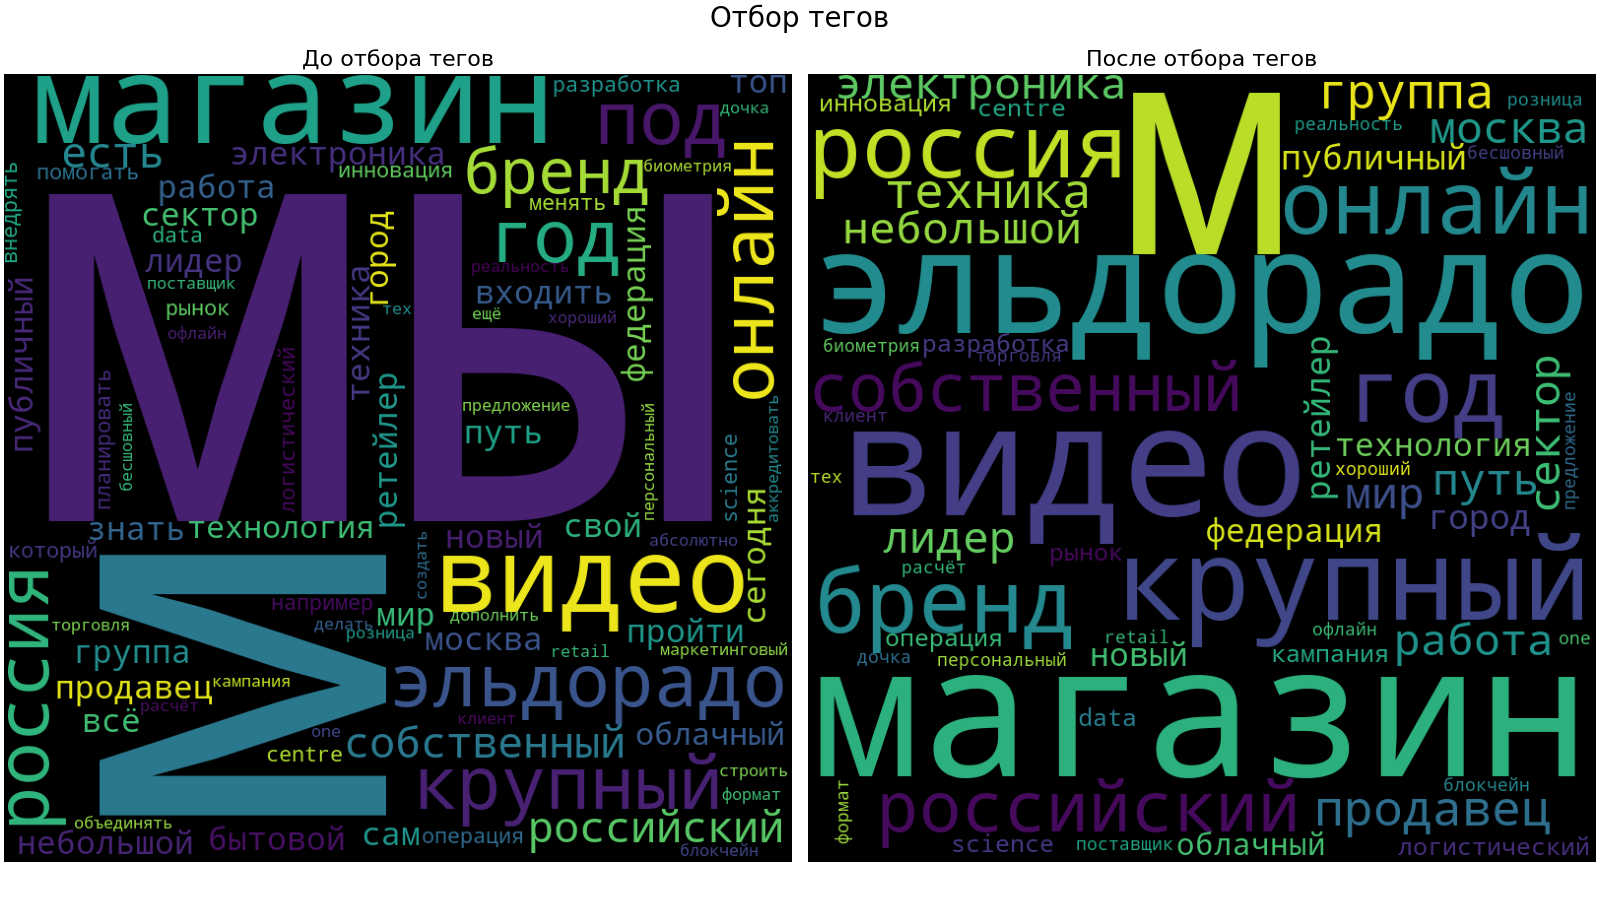 Отбор тегов
До отбора тегов
магазин
разработка
топ
под
дочка
есть
электроника
бренд
биометрия
помогать
инновация
онлайн
внедрять
работа
менять
сектор
год
федерация
data
город
лидер
реальность
поставщик
техника
входить
рынок
тех
ещё
хороший
офлайн
публичный
мы
логистический
планировать
бесшовный
ретейлер
предложение
путь
персональный
science
аккредитовать
знать
технология
новый
свой
сегодня
который
абсолютно
создать
видео
россия
м
например
мир
дополнить
торговля
делать
розница
москва
пройти
группа
retail
маркетинговый
продавец
кампания
эльдорадо
расчёт
всё
клиент
one
облачный
centre
собственный
крупный
строить
формат
объединять
небольшой
бытовой
сам
операция
российский
блокчейн
После отбора тегов
электроника
группа
инновация
centre
розница
м
россия
реальность
москва
публичный
бесшовный
техника
онлайн
небольшой
эльдорадо
биометрия
разработка
торговля
ретейлер
собственный
год
сектор
клиент
предложение
видео
технология
тех
хороший
мир
путь
город
лидер
федерация
рынок
расчёт
бренд
крупный
операция
retail
офлайн
работа
one
дочка
персональный
новый
кампания
магазин
data
формат
российский
блокчейн
продавец
science
поставщик
облачный
логистический